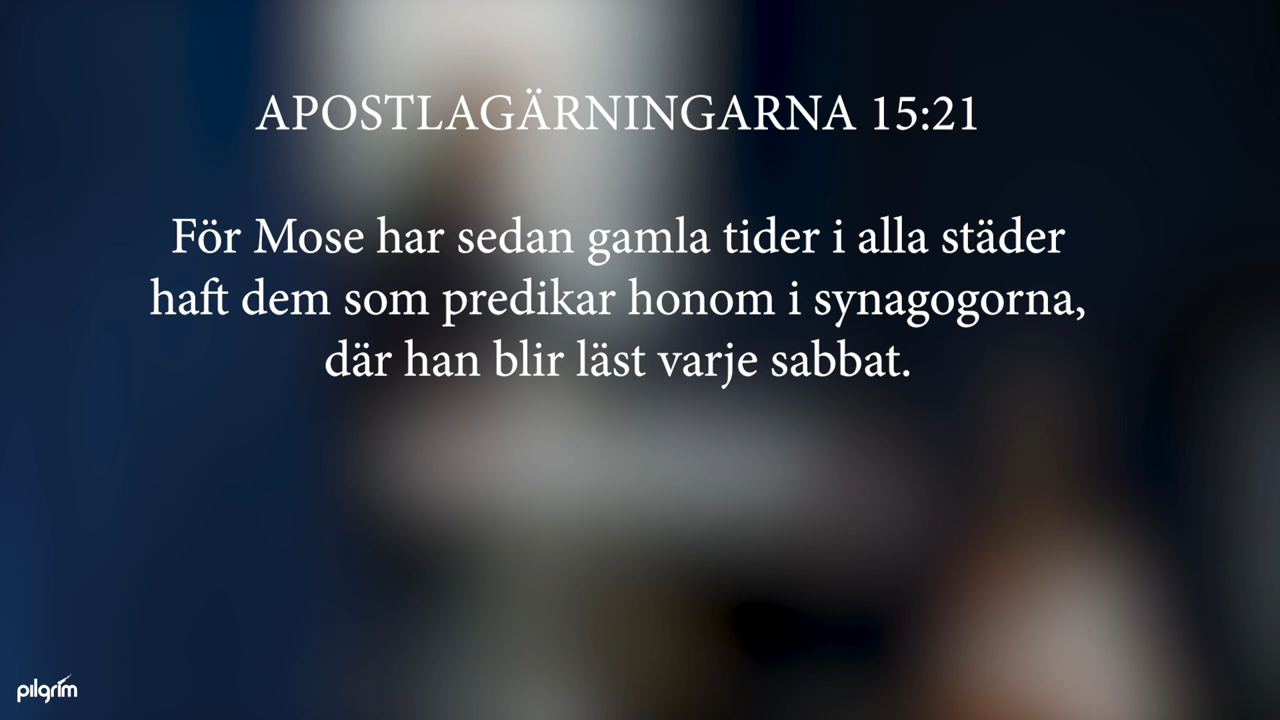 APOSTLAGÄRNINGARNA 15:21
För Mose har sedan gamla tider i alla städer
haft dem som predikar honom i synagogorna,
där han blir läst varje sabbat.
pilgrim